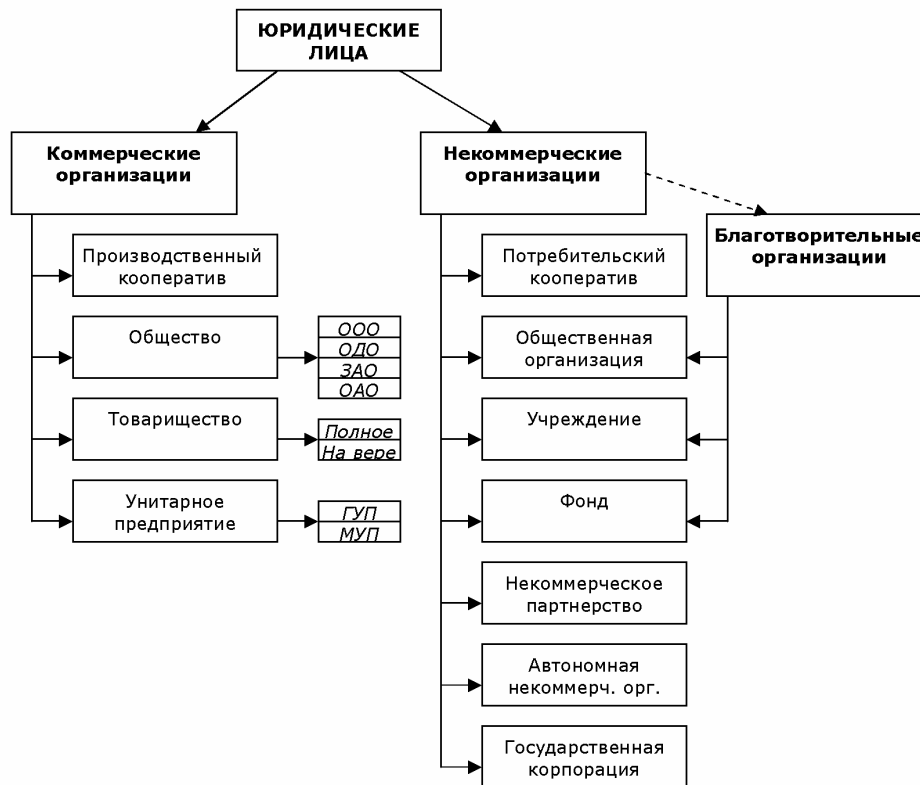 ЮРИДИЧЕСКИЕ
ЛИЦА
Коммерческие
организации
Некоммерческие
организации
Благотворительные
организации
Производственный
кооператив
Общество
ООО
ОДО
ЗАО
ОАО
Товарищество
Полное
На вере
Унитарное
предприятие
ГУП
МУП
Потребительский
кооператив
Общественная
организация
Учреждение
Фонд
Некоммерческое
партнерство
Автономная
некоммерч. орг.
Государственная
корпорация